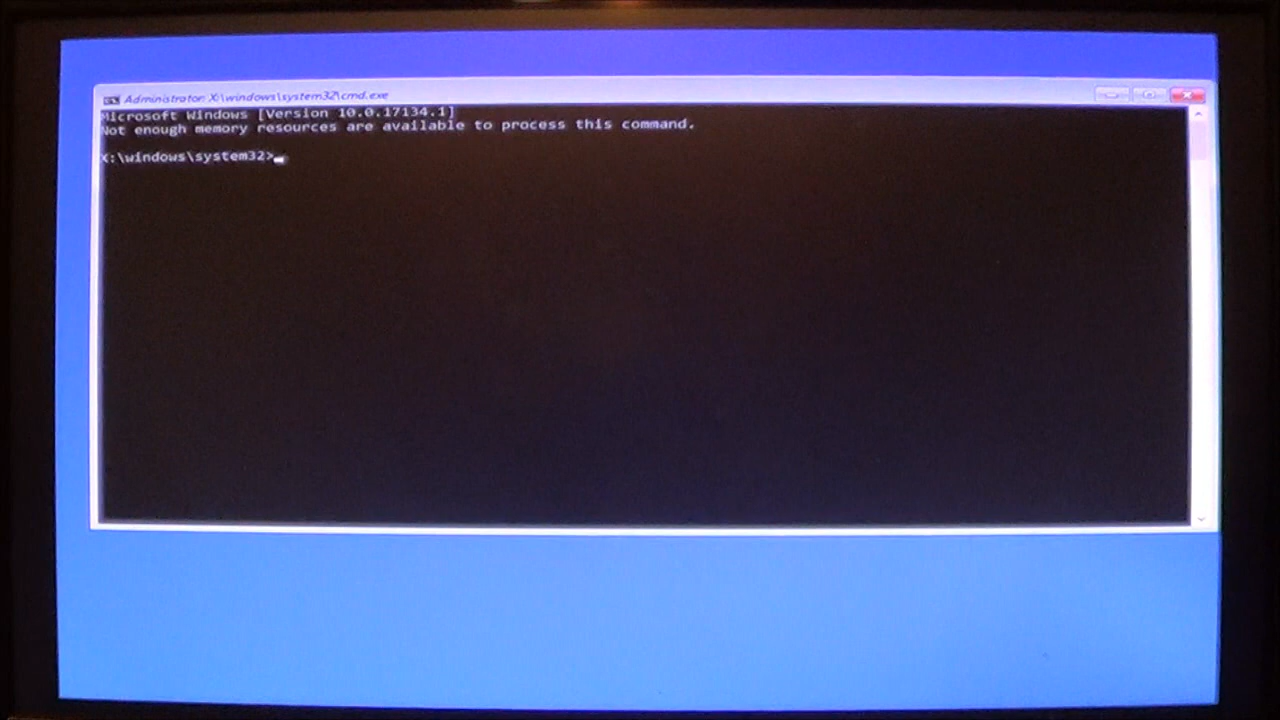 Administrator: X:\windows\system32\cmd.exe
Microsoft Windows [Version 10.0.17134.1]
Not enough memory resources are available to process this command.
X:\windows\system32>